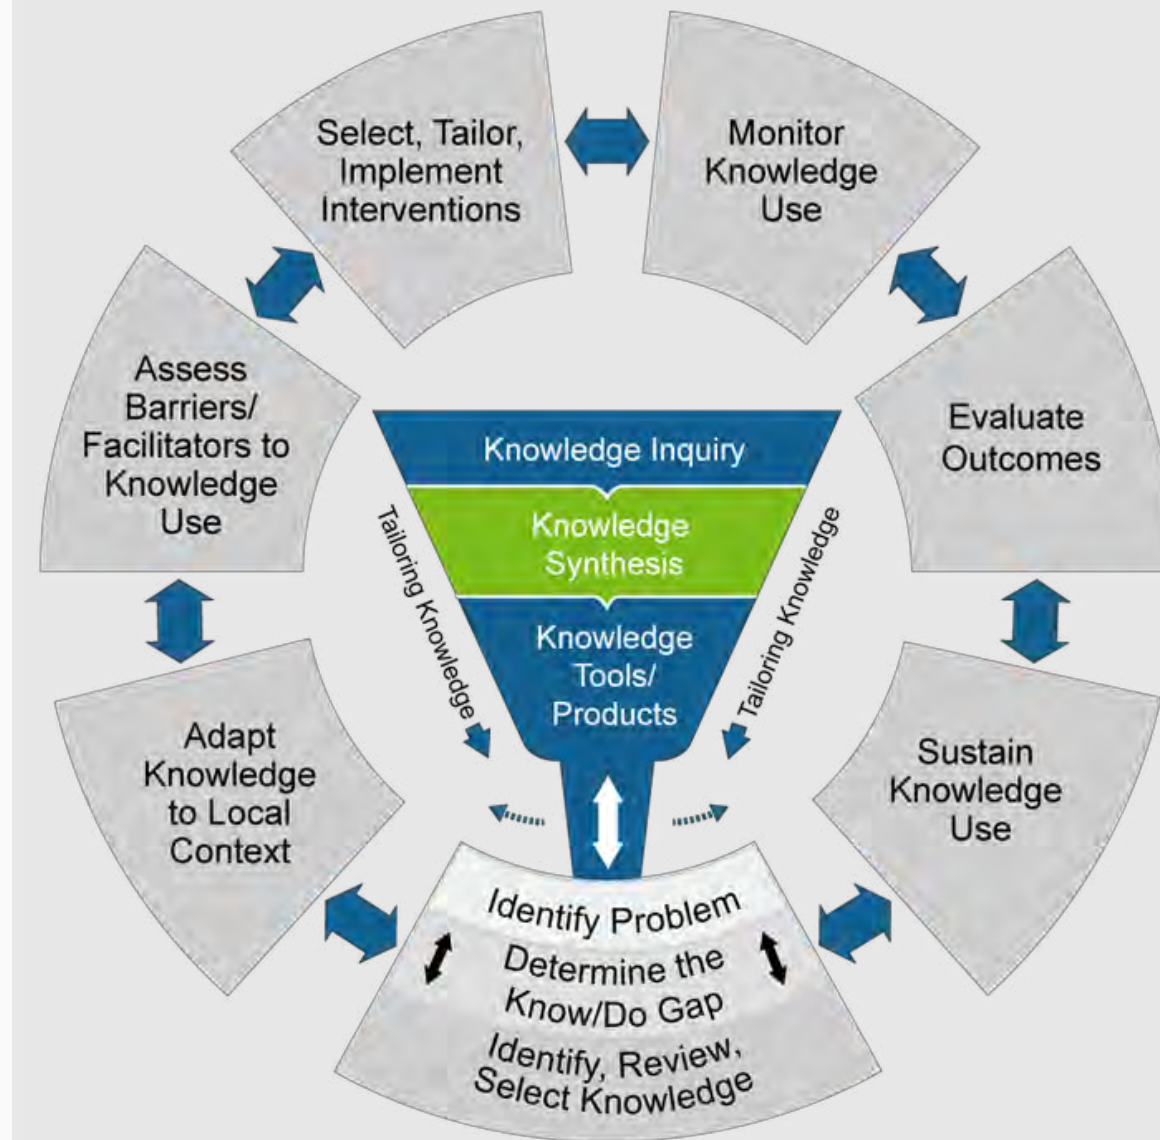 Select, Tailor,
Implement
Interventions
Monitor
Knowledge
Use
Assess
Barriers/
Facilitators to
Knowledge
Use
Evaluate
Outcomes
Knowledge Inquiry
Knowledge
Synthesis
Knowledge
Tools/
Products
Tailoring Knowledge
Tailoring Knowledge
Adapt
Knowledge
to Local
Context
Sustain
Knowledge
Use
Identify Problem
Determine the
Know/Do Gap
Identify, Review,
Select Knowledge